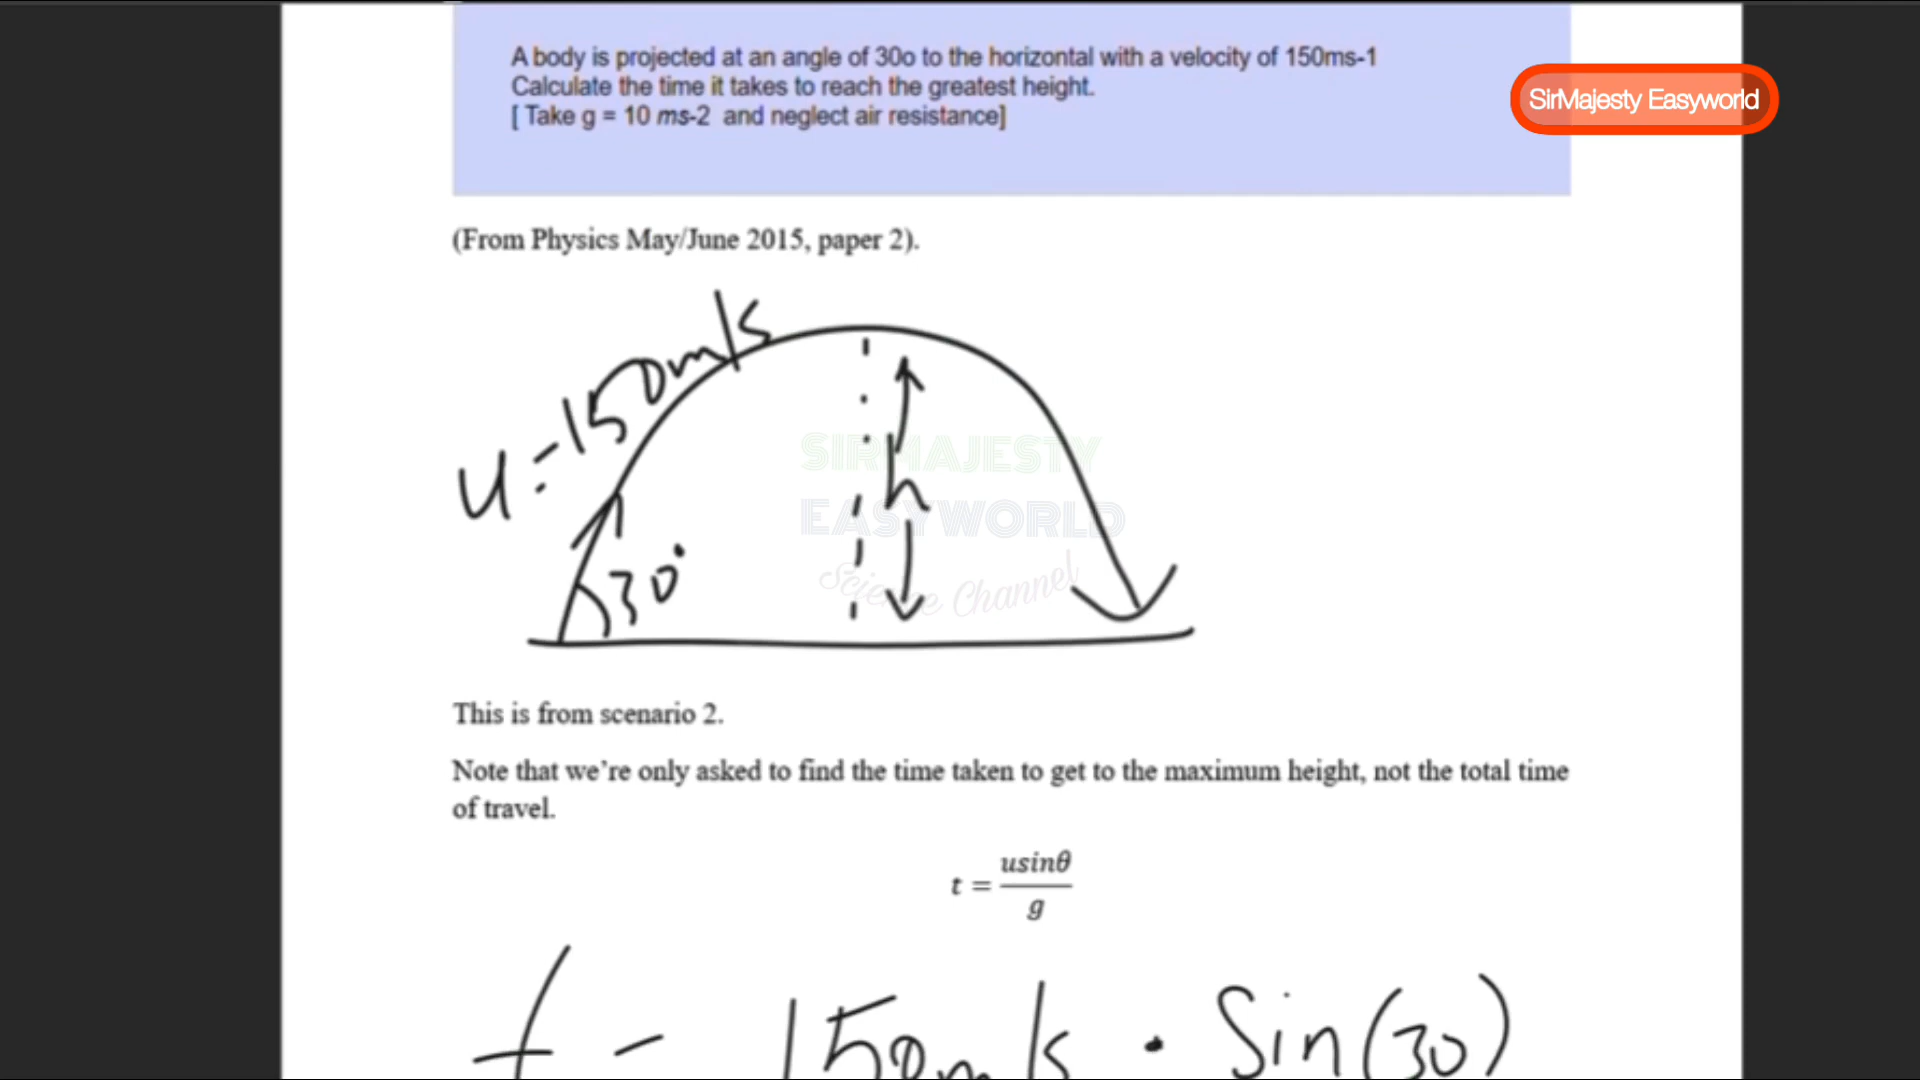 A body is projected at an angle of 30o to the horizontal with a velocity of 150ms-1
Calculate the time it takes to reach the greatest height.
[ Take g = 10 ms-2 and neglect air resistance]
SirMajesty Easyworld
(From Physics May/June 2015, paper 2).
u = 150m/s
h
30°
SIRMAJESTY
EASYWORLD
Science Channel
This is from scenario 2.
Note that we're only asked to find the time taken to get to the maximum height, not the total time
of travel.
t = usinθ
g
t = 150m/s · Sin(30)